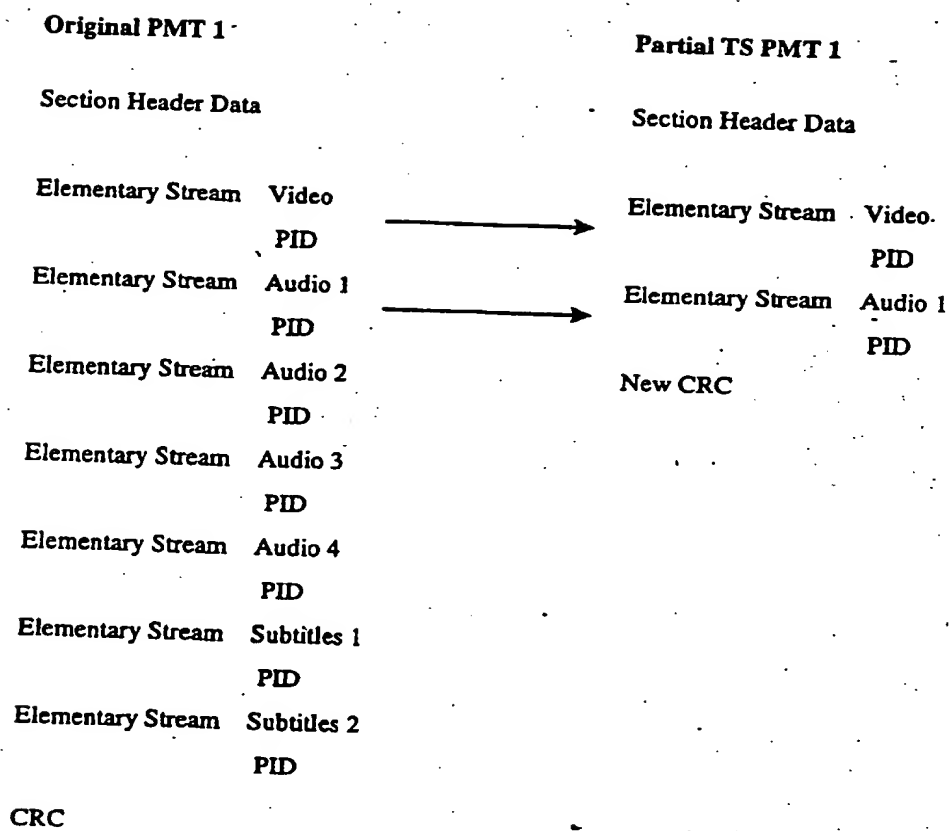 Original PMT 1
Section Header Data
Elementary Stream Video
PID
Elementary Stream Audio 1
PID
Elementary Stream Audio 2
PID
Elementary Stream Audio 3
PID
Elementary Stream Audio 4
PID
Elementary Stream Subtitles 1
PID
Elementary Stream Subtitles 2
PID
CRC
Partial TS PMT 1
Section Header Data
Elementary Stream Video
PID
Elementary Stream Audio 1
PID
New CRC